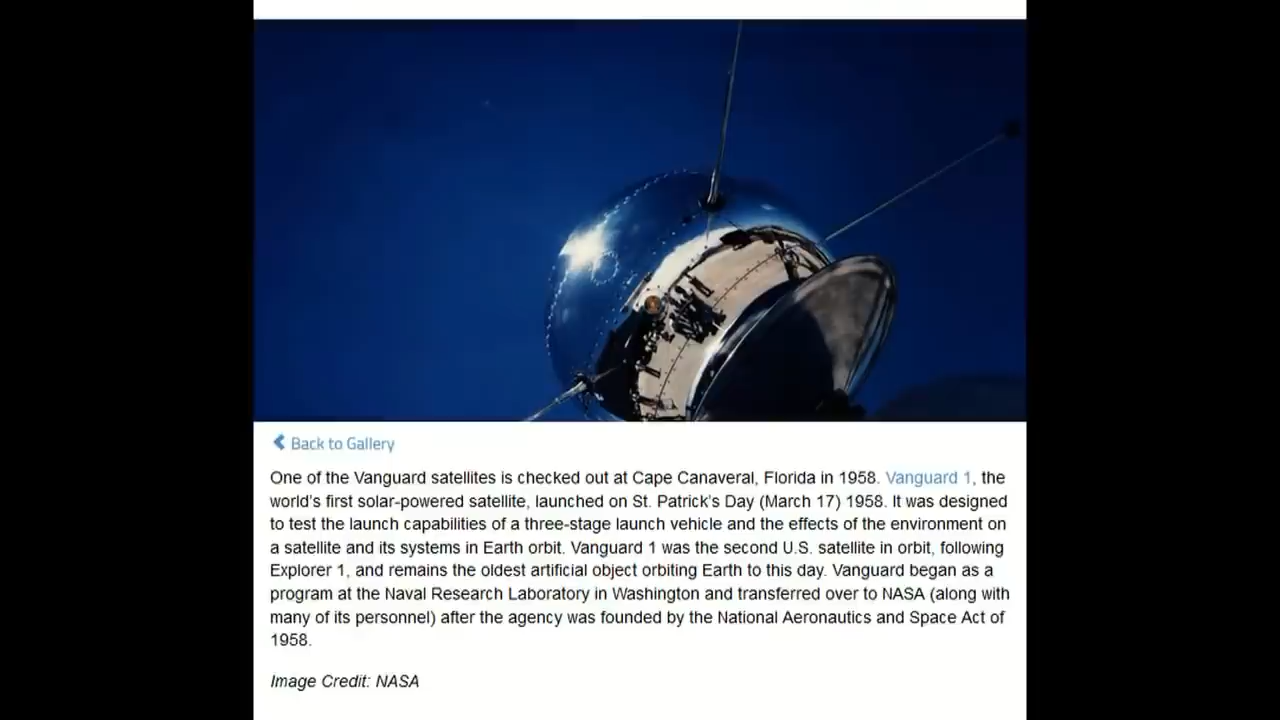 Back to Gallery
One of the Vanguard satellites is checked out at Cape Canaveral, Florida in 1958. Vanguard 1, the
world's first solar-powered satellite, launched on St. Patrick's Day (March 17) 1958. It was designed
to test the launch capabilities of a three-stage launch vehicle and the effects of the environment on
a satellite and its systems in Earth orbit. Vanguard 1 was the second U.S. satellite in orbit, following
Explorer 1, and remains the oldest artificial object orbiting Earth to this day. Vanguard began as a
program at the Naval Research Laboratory in Washington and transferred over to NASA (along with
many of its personnel) after the agency was founded by the National Aeronautics and Space Act of
1958.
Image Credit: NASA